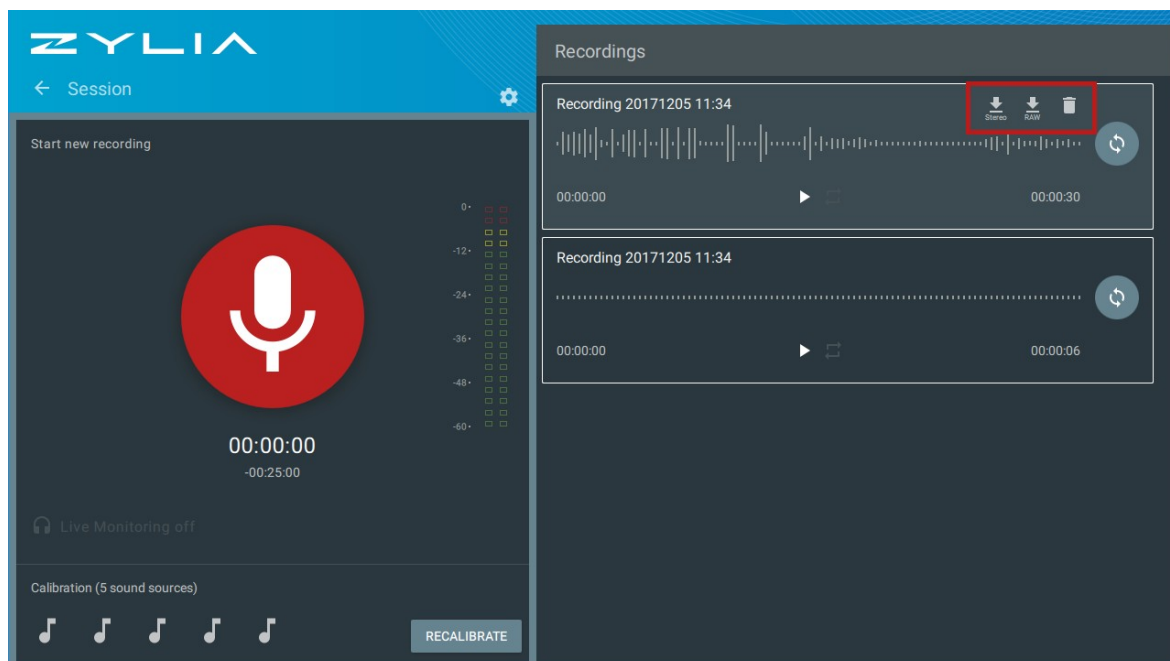 ZYLIA
Session
Start new recording
0
-12
-24
-36
-48
-60
00:00:00
-00:25:00
Live Monitoring off
Calibration (5 sound sources)
RECALIBRATE
Recordings
Recording 20171205 11:34
Stereo
RAW
00:00:00
00:00:30
Recording 20171205 11:34
00:00:00
00:00:06